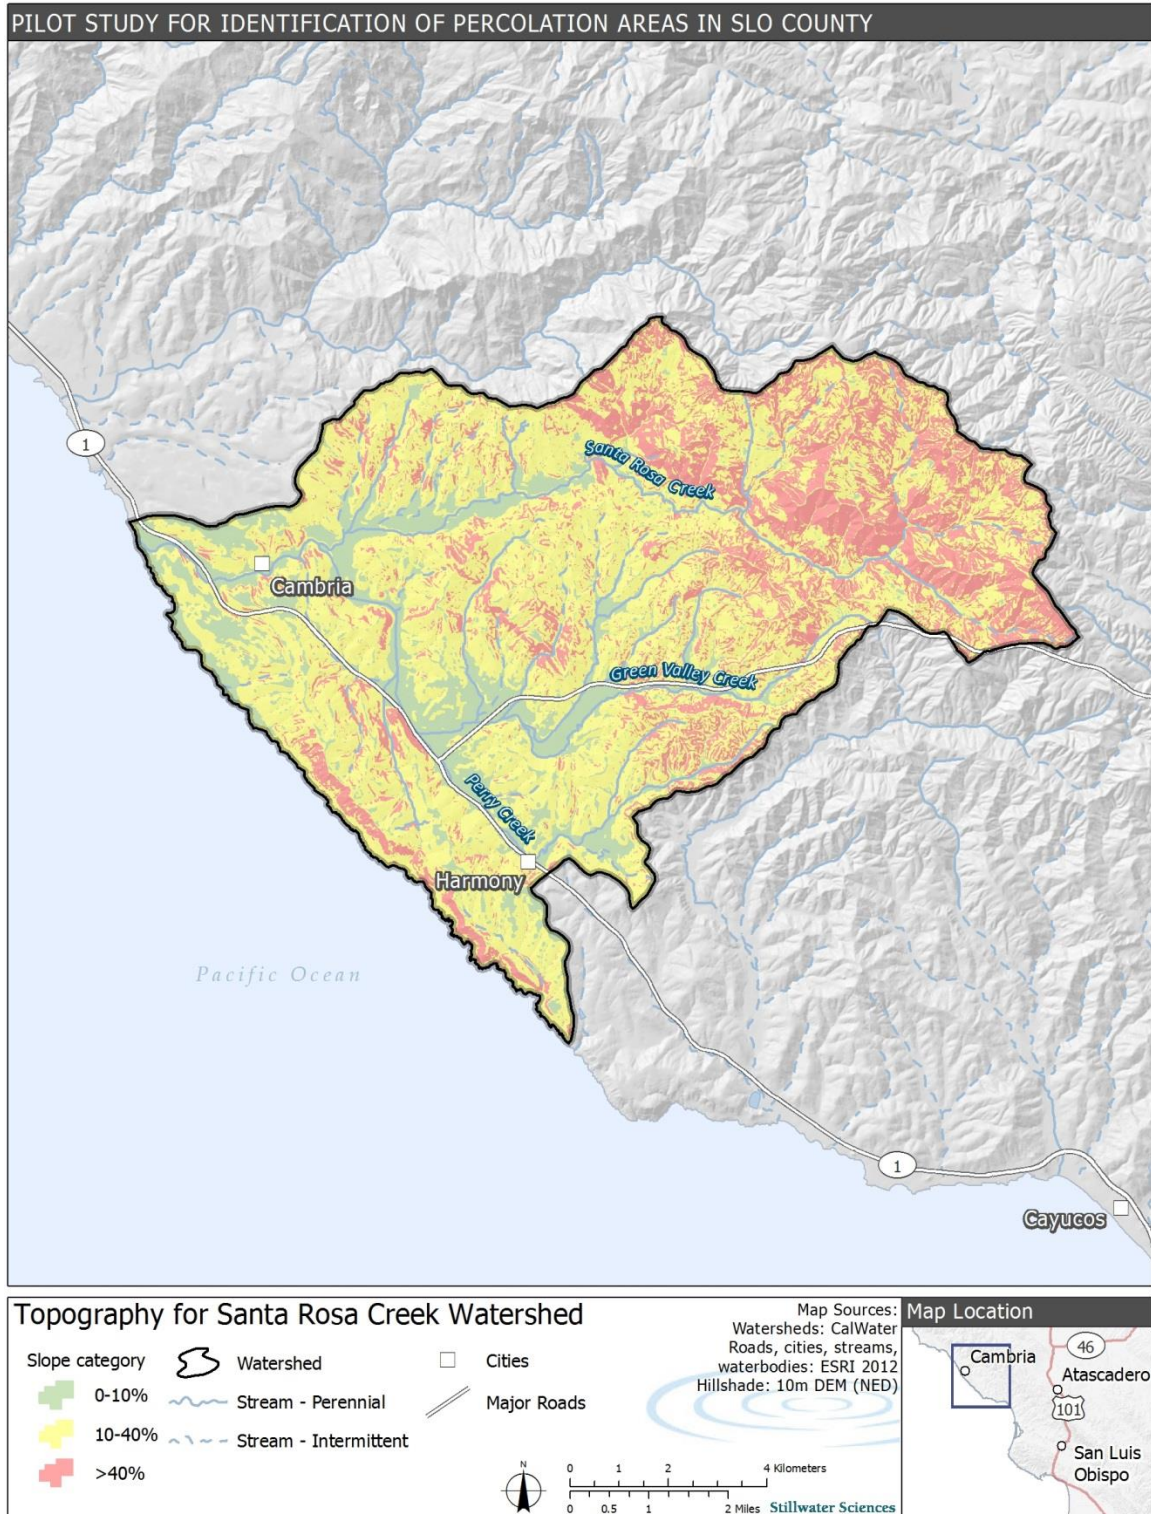 PILOT STUDY FOR IDENTIFICATION OF PERCOLATION AREAS IN SLO COUNTY
1
Santa Rosa Creek
Cambria
Green Valley Creek
Perry Creek
Harmony
Pacific Ocean
1
Cayucos
Topography for Santa Rosa Creek Watershed
Slope category
0-10%
10-40%
>40%
Watershed
Stream - Perennial
Stream - Intermittent
Cities
Major Roads
Map Sources:
Watersheds: CalWater
Roads, cities, streams,
waterbodies: ESRI 2012
Hillshade: 10m DEM (NED)
N
0 1 2 4 Kilometers
0 0.5 1 2 Miles
Stillwater Sciences
Map Location
46
Cambria
Atascadero
101
San Luis
Obispo